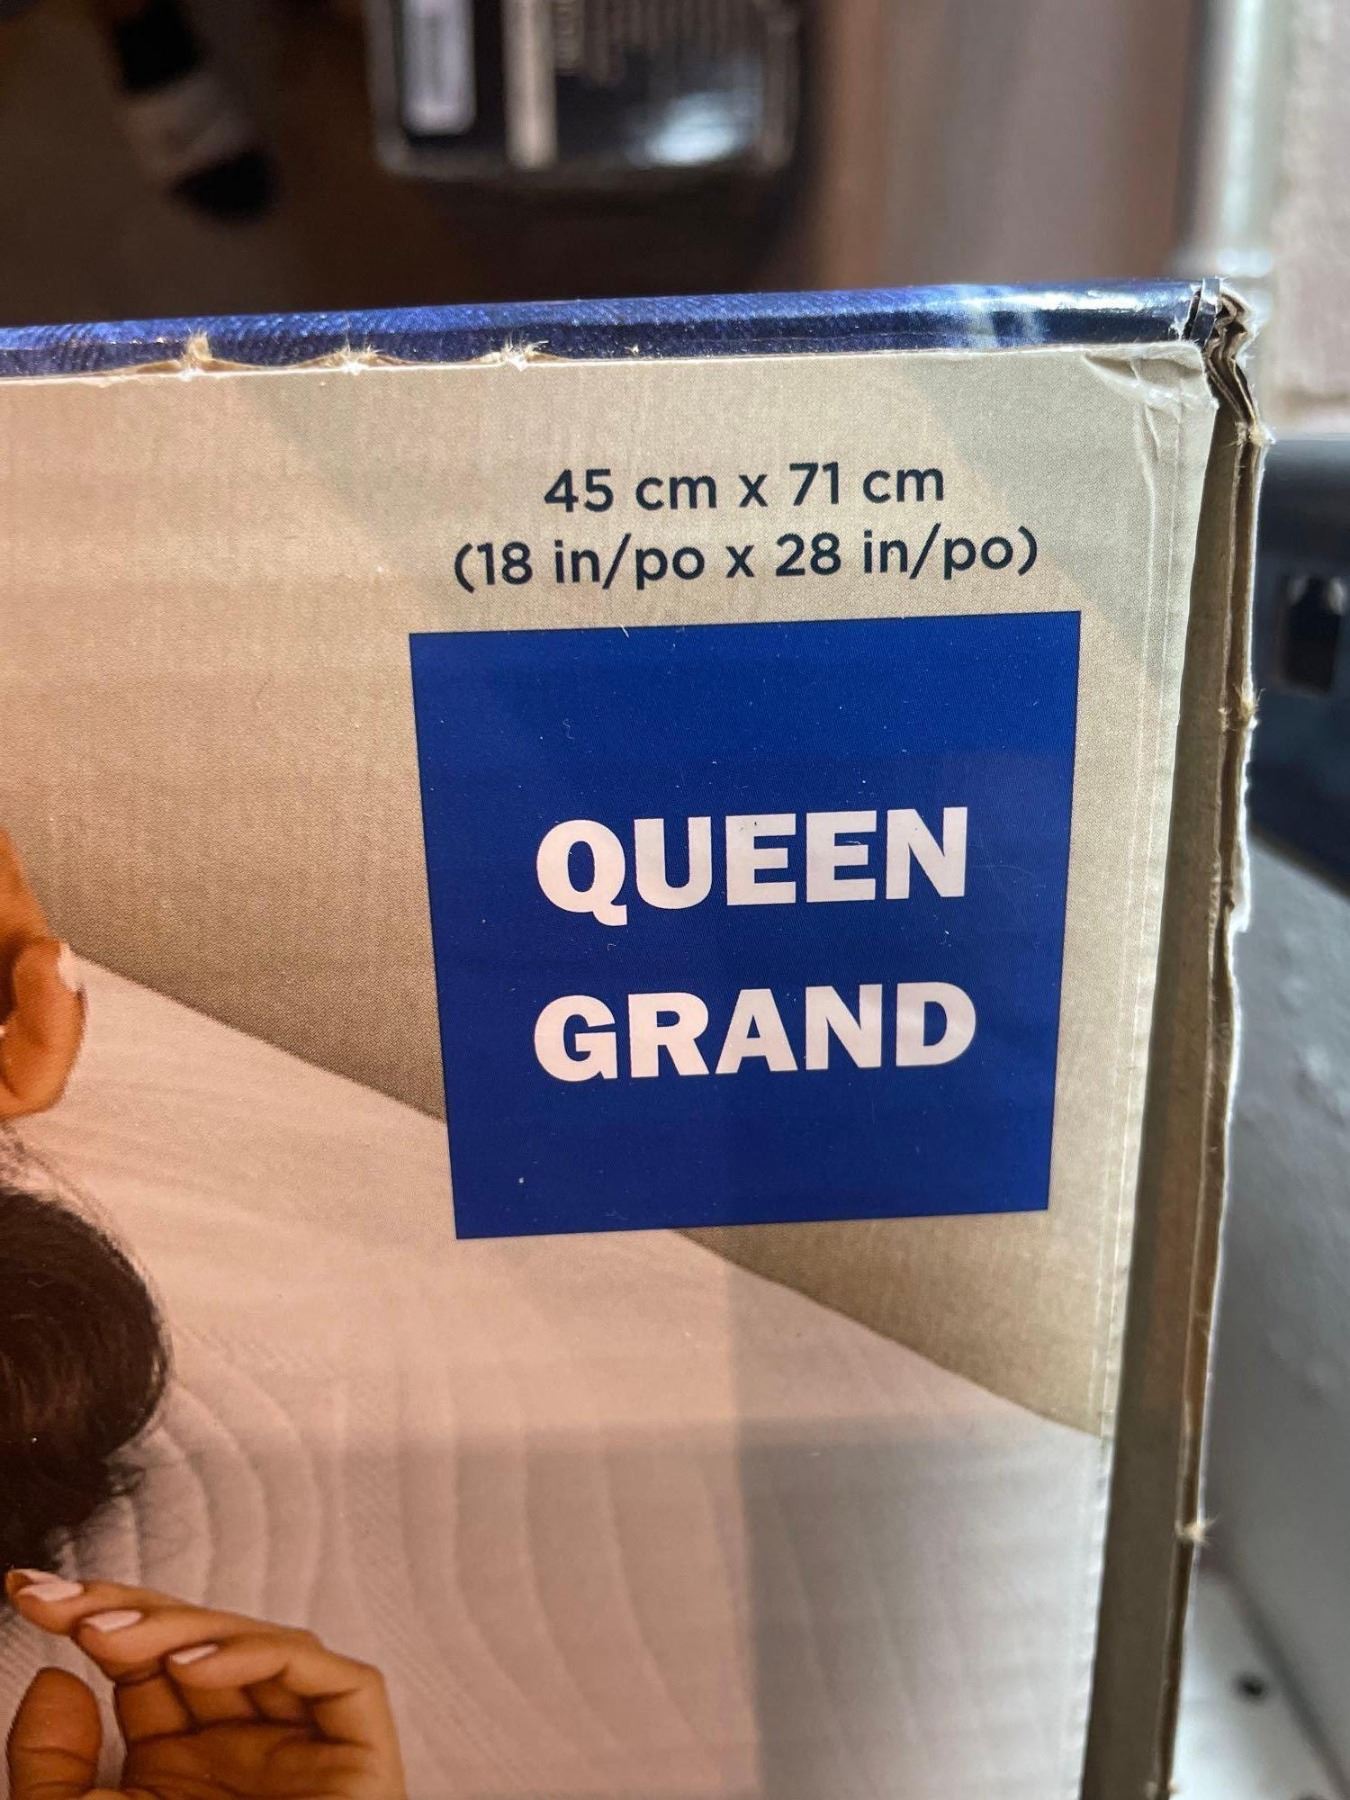 45 cm x 71 cm
(18 in/po x 28 in/po)
QUEEN
GRAND